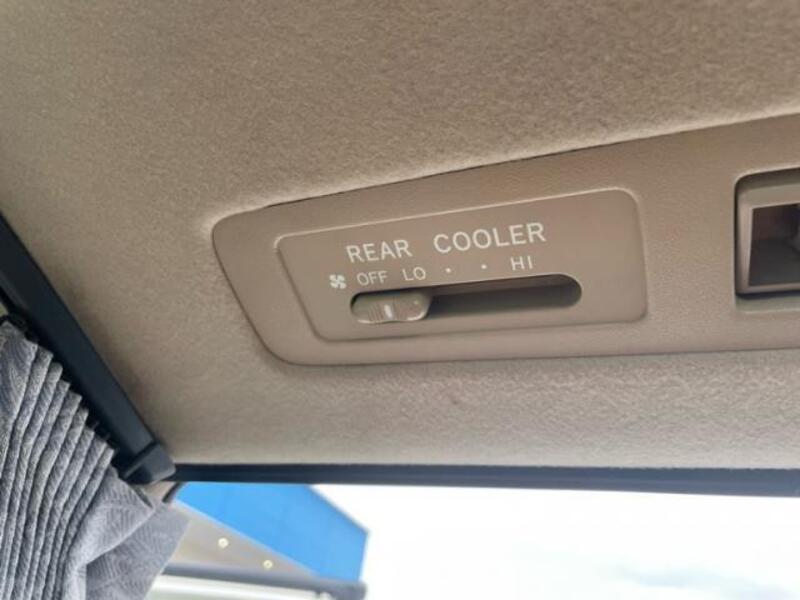 REAR COOLER
OFF LO · · HI